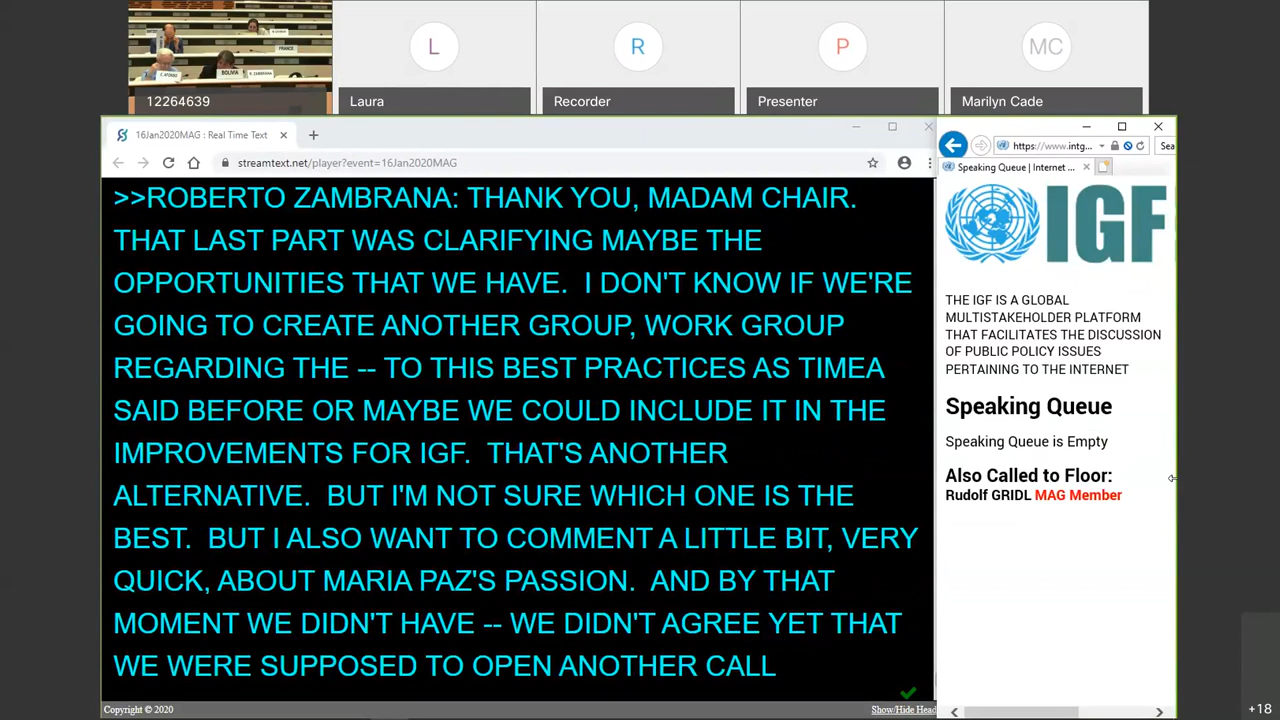 C. AFONSO
BOLIVIA
R. ZAMBRANA
FRANCE
L
R
P
MC
12264639
Laura
Recorder
Presenter
Marilyn Cade
16Jan2020MAG : Real Time Text
streamtext.net/player?event=16Jan2020MAG
>>ROBERTO ZAMBRANA: THANK YOU, MADAM CHAIR.
THAT LAST PART WAS CLARIFYING MAYBE THE
OPPORTUNITIES THAT WE HAVE. I DON'T KNOW IF WE'RE
GOING TO CREATE ANOTHER GROUP, WORK GROUP
REGARDING THE -- TO THIS BEST PRACTICES AS TIMEA
SAID BEFORE OR MAYBE WE COULD INCLUDE IT IN THE
IMPROVEMENTS FOR IGF. THAT'S ANOTHER
ALTERNATIVE. BUT I'M NOT SURE WHICH ONE IS THE
BEST. BUT I ALSO WANT TO COMMENT A LITTLE BIT, VERY
QUICK, ABOUT MARIA PAZ'S PASSION. AND BY THAT
MOMENT WE DIDN'T HAVE -- WE DIDN'T AGREE YET THAT
WE WERE SUPPOSED TO OPEN ANOTHER CALL
Copyright © 2020
Show/Hide Head
https://www.intg...
Sea
Speaking Queue | Internet ...
IGF
THE IGF IS A GLOBAL
MULTISTAKEHOLDER PLATFORM
THAT FACILITATES THE DISCUSSION
OF PUBLIC POLICY ISSUES
PERTAINING TO THE INTERNET
Speaking Queue
Speaking Queue is Empty
Also Called to Floor:
Rudolf GRIDL MAG Member
+18